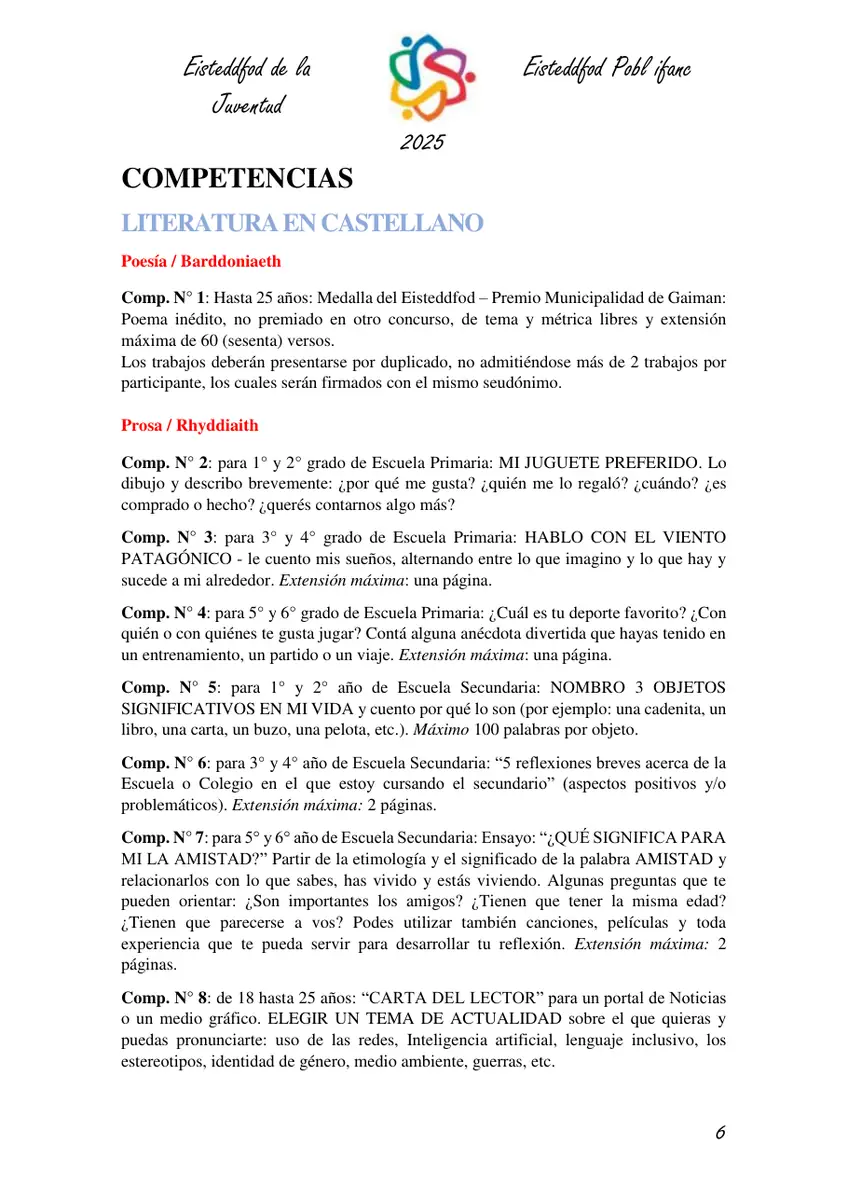 Eisteddfod de la
Juventud
Eisteddfod Pobl ifanc
2025
COMPETENCIAS
LITERATURA EN CASTELLANO
Poesía / Barddoniaeth
Comp. N° 1: Hasta 25 años: Medalla del Eisteddfod – Premio Municipalidad de Gaiman:
Poema inédito, no premiado en otro concurso, de tema y métrica libres y extensión
máxima de 60 (sesenta) versos.
Los trabajos deberán presentarse por duplicado, no admitiéndose más de 2 trabajos por
participante, los cuales serán firmados con el mismo seudónimo.
Prosa / Rhyddiaith
Comp. N° 2: para 1° y 2° grado de Escuela Primaria: MI JUGUETE PREFERIDO. Lo
dibujo y describo brevemente: ¿por qué me gusta? ¿quién me lo regaló? ¿cuándo? ¿es
comprado o hecho? ¿querés contarnos algo más?
Comp. N° 3: para 3° y 4° grado de Escuela Primaria: HABLO CON EL VIENTO
PATAGÓNICO - le cuento mis sueños, alternando entre lo que imagino y lo que hay y
sucede a mi alrededor. Extensión máxima: una página.
Comp. N° 4: para 5° y 6° grado de Escuela Primaria: ¿Cuál es tu deporte favorito? ¿Con
quién o con quiénes te gusta jugar? Contá alguna anécdota divertida que hayas tenido en
un entrenamiento, un partido o un viaje. Extensión máxima: una página.
Comp. N° 5: para 1° y 2° año de Escuela Secundaria: NOMBRO 3 OBJETOS
SIGNIFICATIVOS EN MI VIDA y cuento por qué lo son (por ejemplo: una cadenita, un
libro, una carta, un buzo, una pelota, etc.). Máximo 100 palabras por objeto.
Comp. N° 6: para 3° y 4° año de Escuela Secundaria: “5 reflexiones breves acerca de la
Escuela o Colegio en el que estoy cursando el secundario” (aspectos positivos y/o
problemáticos). Extensión máxima: 2 páginas.
Comp. N° 7: para 5° y 6° año de Escuela Secundaria: Ensayo: “¿QUÉ SIGNIFICA PARA
MI LA AMISTAD?” Partir de la etimología y el significado de la palabra AMISTAD y
relacionarlos con lo que sabes, has vivido y estás viviendo. Algunas preguntas que te
pueden orientar: ¿Son importantes los amigos? ¿Tienen que tener la misma edad?
¿Tienen que parecerse a vos? Podes utilizar también canciones, películas y toda
experiencia que te pueda servir para desarrollar tu reflexión. Extensión máxima: 2
páginas.
Comp. N° 8: de 18 hasta 25 años: “CARTA DEL LECTOR” para un portal de Noticias
o un medio gráfico. ELEGIR UN TEMA DE ACTUALIDAD sobre el que quieras y
puedas pronunciarte: uso de las redes, Inteligencia artificial, lenguaje inclusivo, los
estereotipos, identidad de género, medio ambiente, guerras, etc.
6